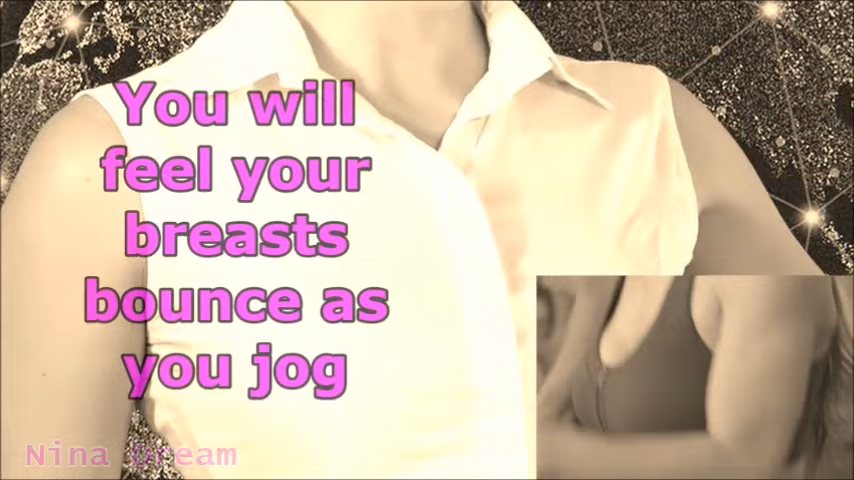 You will
feel your
breasts
bounce as
you jog
Nina Dream